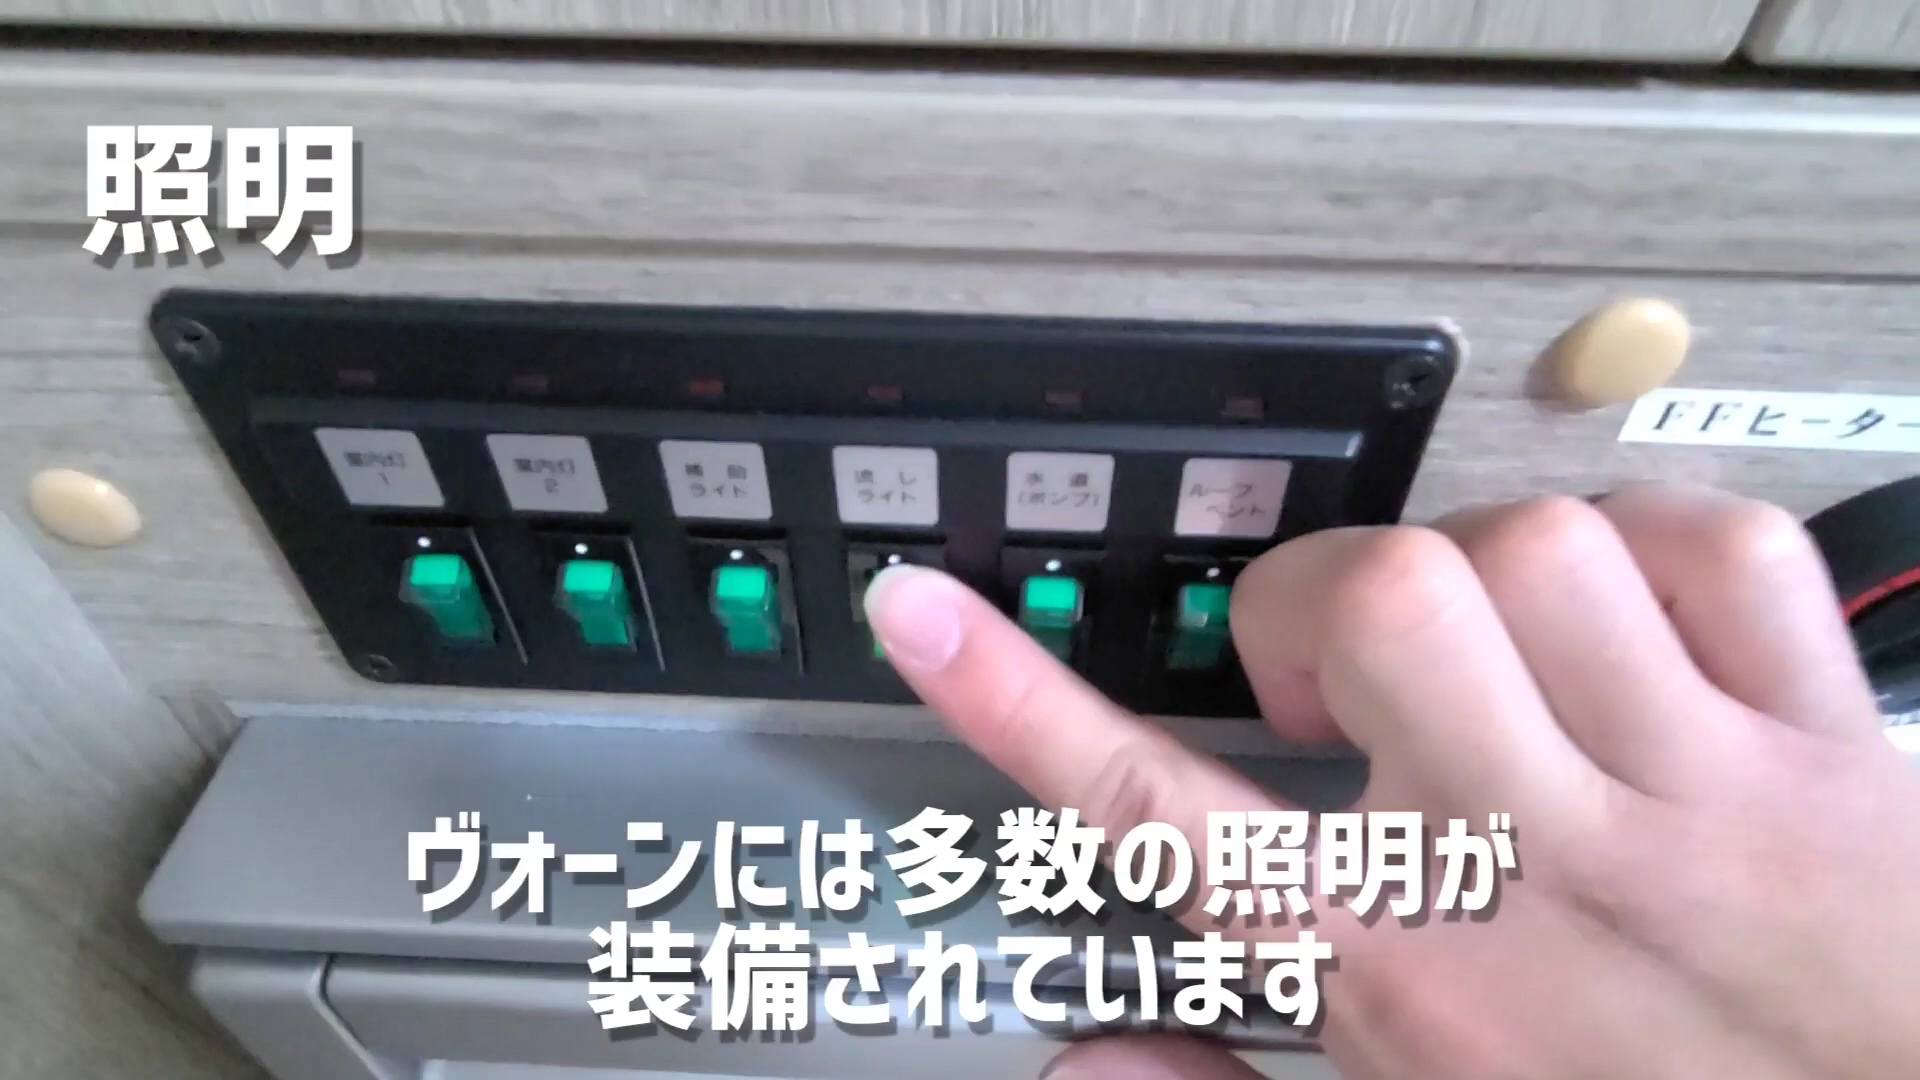 照明
FFヒーター
室内灯
1
室内灯
2
補助
ライト
流し
ライト
水道
(ポンプ)
ルーフ
ベント
ヴォーンには多数の照明が
装備されています